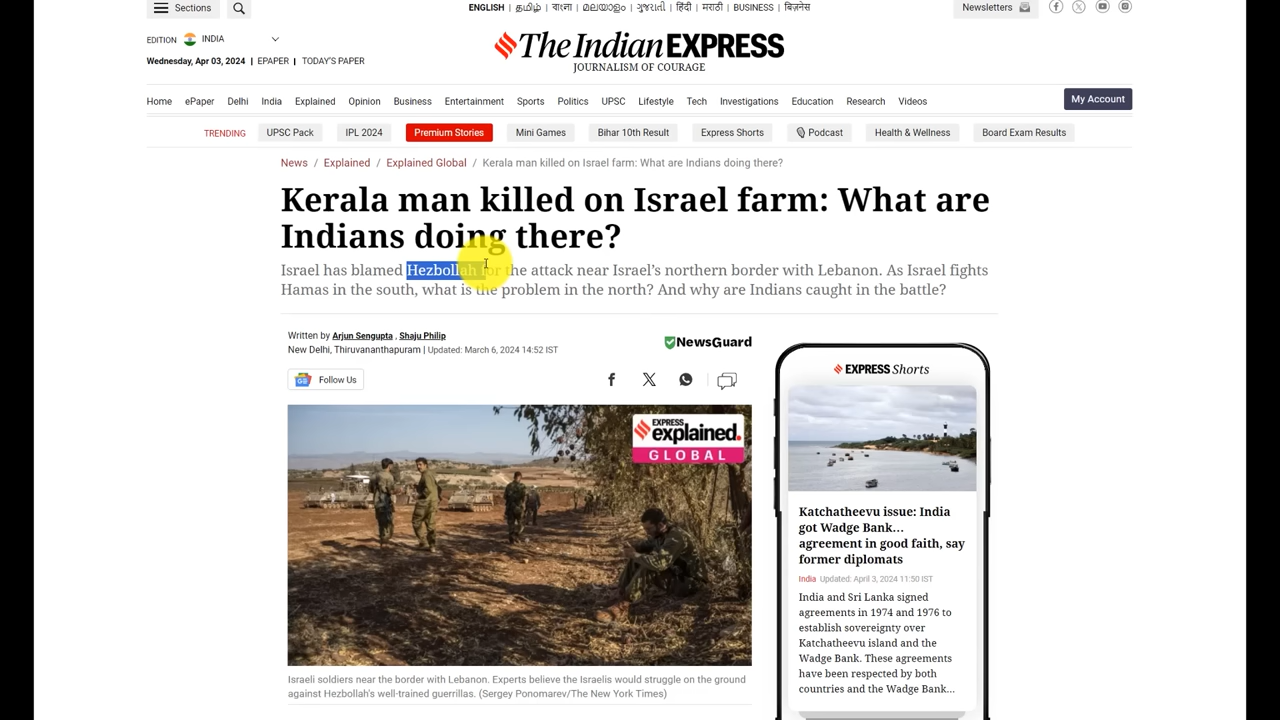 Sections
ENGLISH | தமிழ் | বাংলা | മലയാളം | ગુજરાતી | हिंदी | मराठी | BUSINESS | बिज़नेस
Newsletters
EDITION INDIA
The Indian EXPRESS
JOURNALISM OF COURAGE
Wednesday, Apr 03, 2024 | EPAPER | TODAY'S PAPER
Home ePaper Delhi India Explained Opinion Business Entertainment Sports Politics UPSC Lifestyle Tech Investigations Education Research Videos
My Account
TRENDING UPSC Pack IPL 2024 Premium Stories Mini Games Bihar 10th Result Express Shorts Podcast Health & Wellness Board Exam Results
News / Explained / Explained Global / Kerala man killed on Israel farm: What are Indians doing there?
Kerala man killed on Israel farm: What are
Indians doing there?
Israel has blamed Hezbollah for the attack near Israel's northern border with Lebanon. As Israel fights
Hamas in the south, what is the problem in the north? And why are Indians caught in the battle?
Written by Arjun Sengupta , Shaju Philip
New Delhi, Thiruvananthapuram | Updated: March 6, 2024 14:52 IST
NewsGuard
Follow Us
EXPRESS
explained.
GLOBAL
Israeli soldiers near the border with Lebanon. Experts believe the Israelis would struggle on the ground
against Hezbollah's well-trained guerrillas. (Sergey Ponomarev/The New York Times)
EXPRESS Shorts
Katchatheevu issue: India
got Wadge Bank...
agreement in good faith, say
former diplomats
India Updated: April 3, 2024 11:50 IST
India and Sri Lanka signed
agreements in 1974 and 1976 to
establish sovereignty over
Katchatheevu island and the
Wadge Bank. These agreements
have been respected by both
countries and the Wadge Bank...